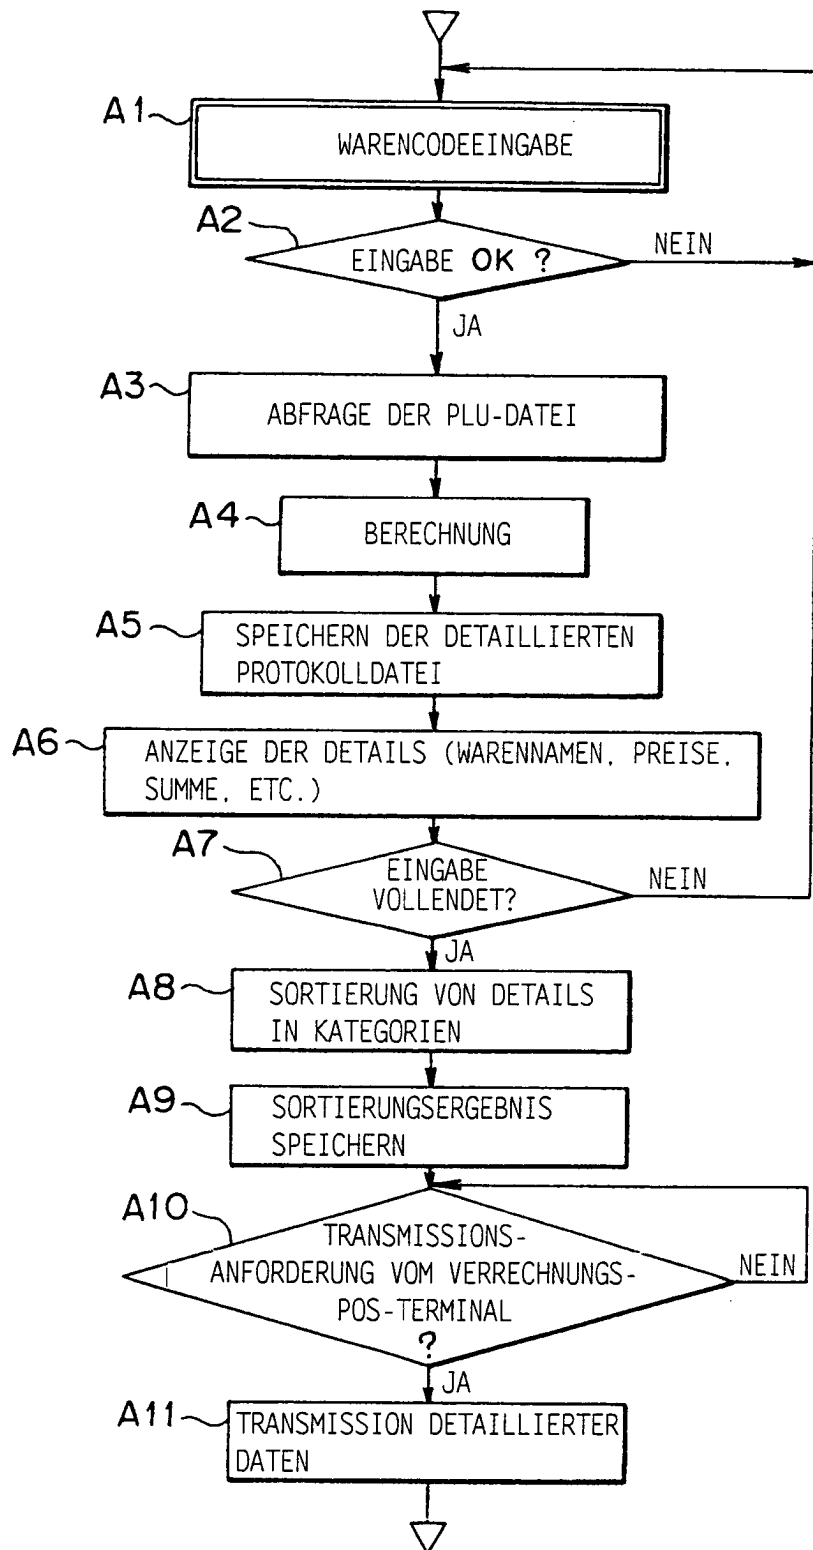 A1
WARENCODEEINGABE
A2
EINGABE OK ?
NEIN
JA
A3
ABFRAGE DER PLU-DATEI
A4
BERECHNUNG
A5
SPEICHERN DER DETAILLIERTEN
PROTOKOLLDATEI
A6
ANZEIGE DER DETAILS (WARENNAMEN, PREISE,
SUMME, ETC.)
A7
EINGABE
VOLLENDET?
NEIN
JA
A8
SORTIERUNG VON DETAILS
IN KATEGORIEN
A9
SORTIERUNGSERGEBNIS
SPEICHERN
A10
TRANSMISSIONS-
ANFORDERUNG VOM VERRECHNUNGS-
POS-TERMINAL
?
NEIN
JA
A11
TRANSMISSION DETAILLIERTER
DATEN